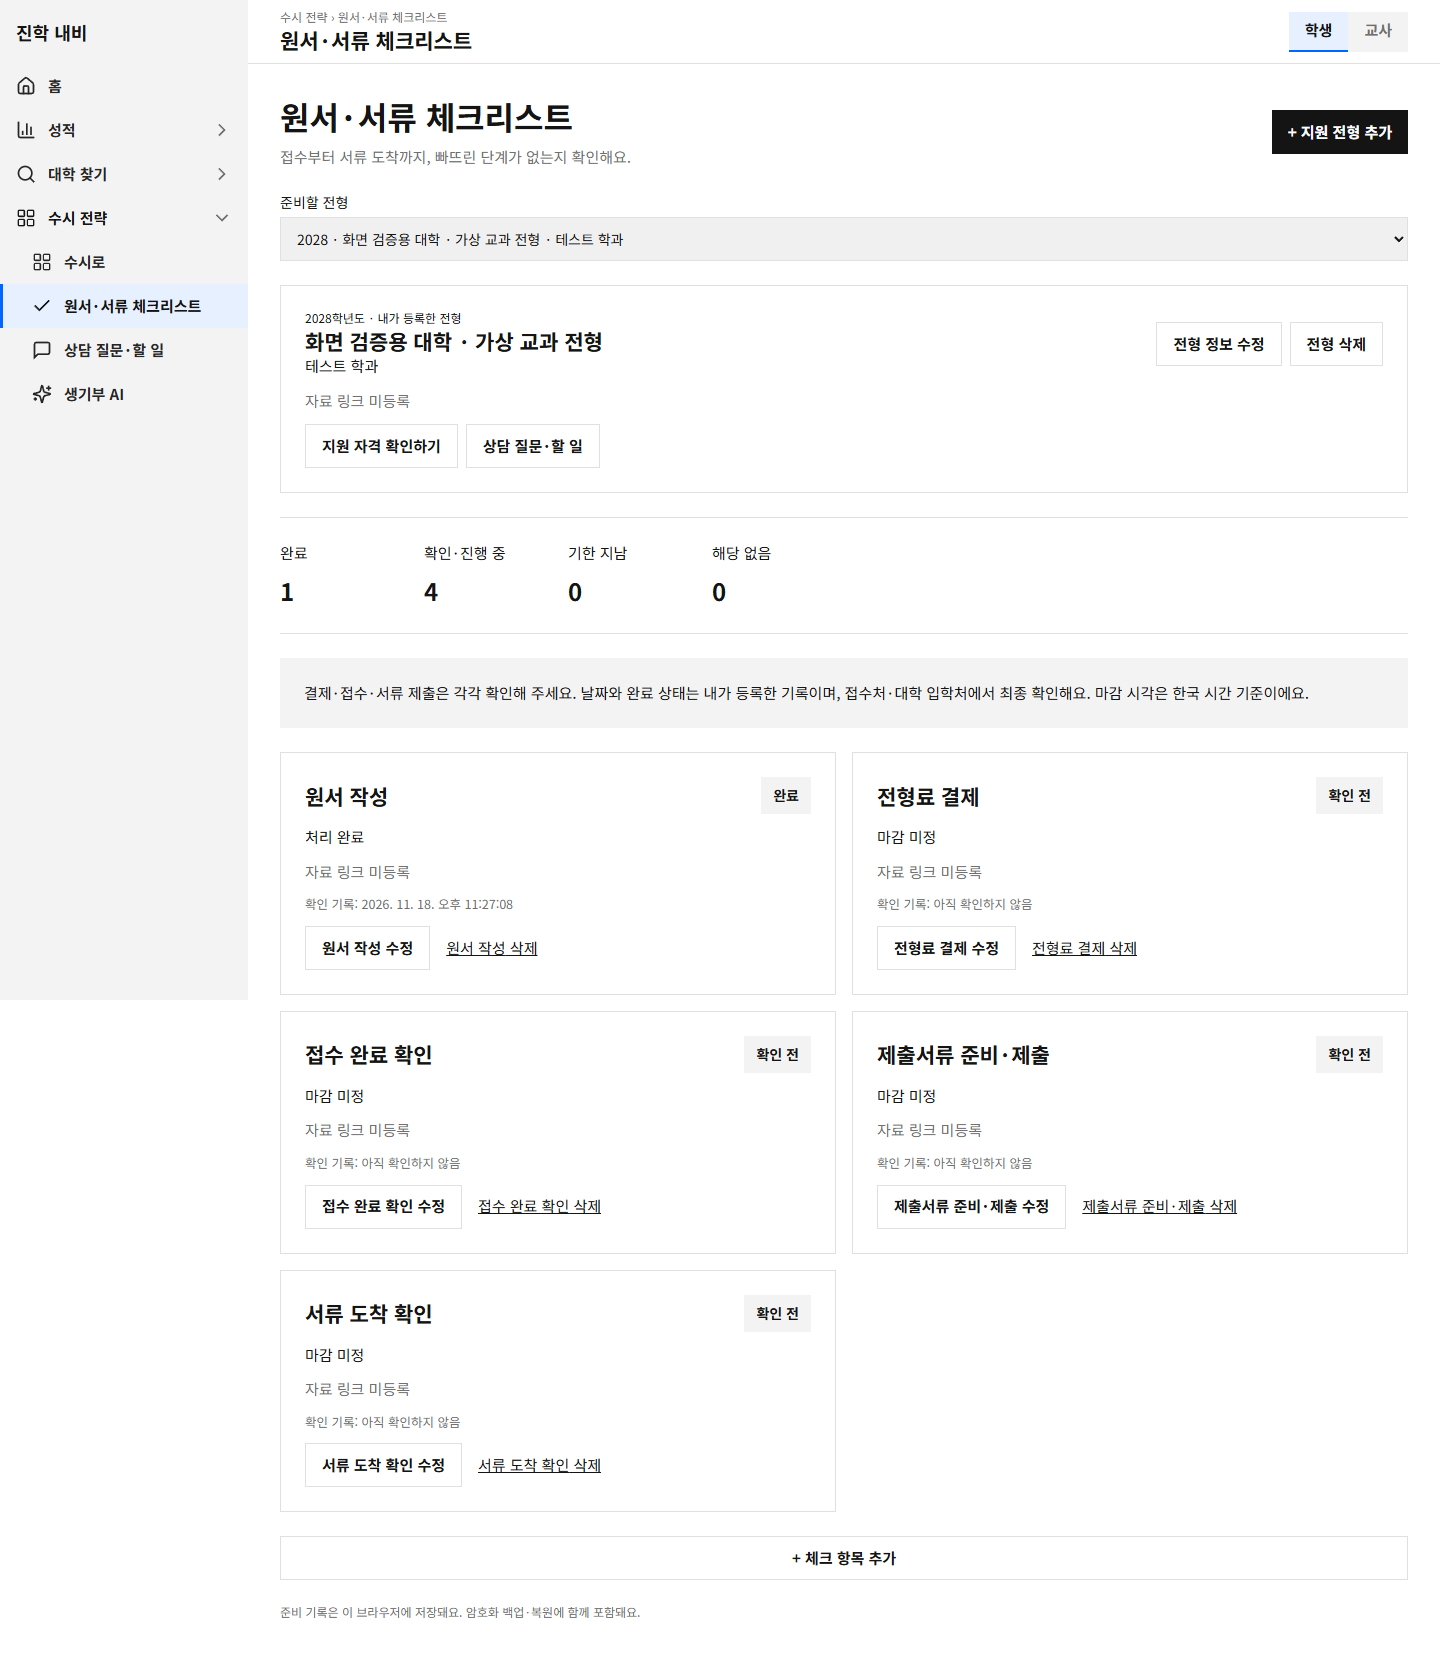 진학 내비
홈
성적
대학 찾기
수시 전략
수시로
원서·서류 체크리스트
상담 질문·할 일
생기부 AI
수시 전략 › 원서·서류 체크리스트
원서·서류 체크리스트
학생 교사
원서·서류 체크리스트
접수부터 서류 도착까지, 빠뜨린 단계가 없는지 확인해요.
+ 지원 전형 추가
준비할 전형
2028 · 화면 검증용 대학 · 가상 교과 전형 · 테스트 학과
2028학년도 · 내가 등록한 전형
화면 검증용 대학 · 가상 교과 전형
테스트 학과
전형 정보 수정 전형 삭제
자료 링크 미등록
지원 자격 확인하기 상담 질문·할 일
완료 확인·진행 중 기한 지남 해당 없음
1 4 0 0
결제·접수·서류 제출은 각각 확인해 주세요. 날짜와 완료 상태는 내가 등록한 기록이며, 접수처·대학 입학처에서 최종 확인해요. 마감 시각은 한국 시간 기준이에요.
원서 작성 완료
처리 완료
자료 링크 미등록
확인 기록: 2026. 11. 18. 오후 11:27:08
원서 작성 수정 원서 작성 삭제
전형료 결제 확인 전
마감 미정
자료 링크 미등록
확인 기록: 아직 확인하지 않음
전형료 결제 수정 전형료 결제 삭제
접수 완료 확인 확인 전
마감 미정
자료 링크 미등록
확인 기록: 아직 확인하지 않음
접수 완료 확인 수정 접수 완료 확인 삭제
제출서류 준비·제출 확인 전
마감 미정
자료 링크 미등록
확인 기록: 아직 확인하지 않음
제출서류 준비·제출 수정 제출서류 준비·제출 삭제
서류 도착 확인 확인 전
마감 미정
자료 링크 미등록
확인 기록: 아직 확인하지 않음
서류 도착 확인 수정 서류 도착 확인 삭제
+ 체크 항목 추가
준비 기록은 이 브라우저에 저장돼요. 암호화 백업·복원에 함께 포함돼요.